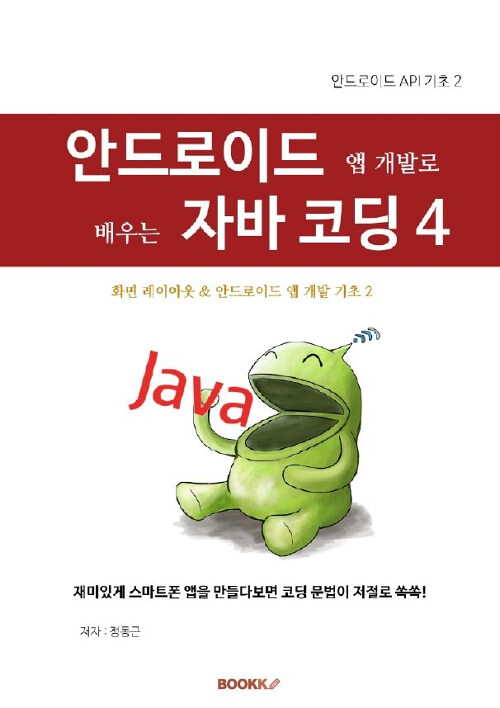 안드로이드 API 기초 2
안드로이드 앱 개발로
배우는 자바 코딩 4
화면 레이아웃 & 안드로이드 앱 개발 기초 2
Java
재미있게 스마트폰 앱을 만들다보면 코딩 문법이 저절로 쏙쏙!
저자 : 정동근
BOOKK